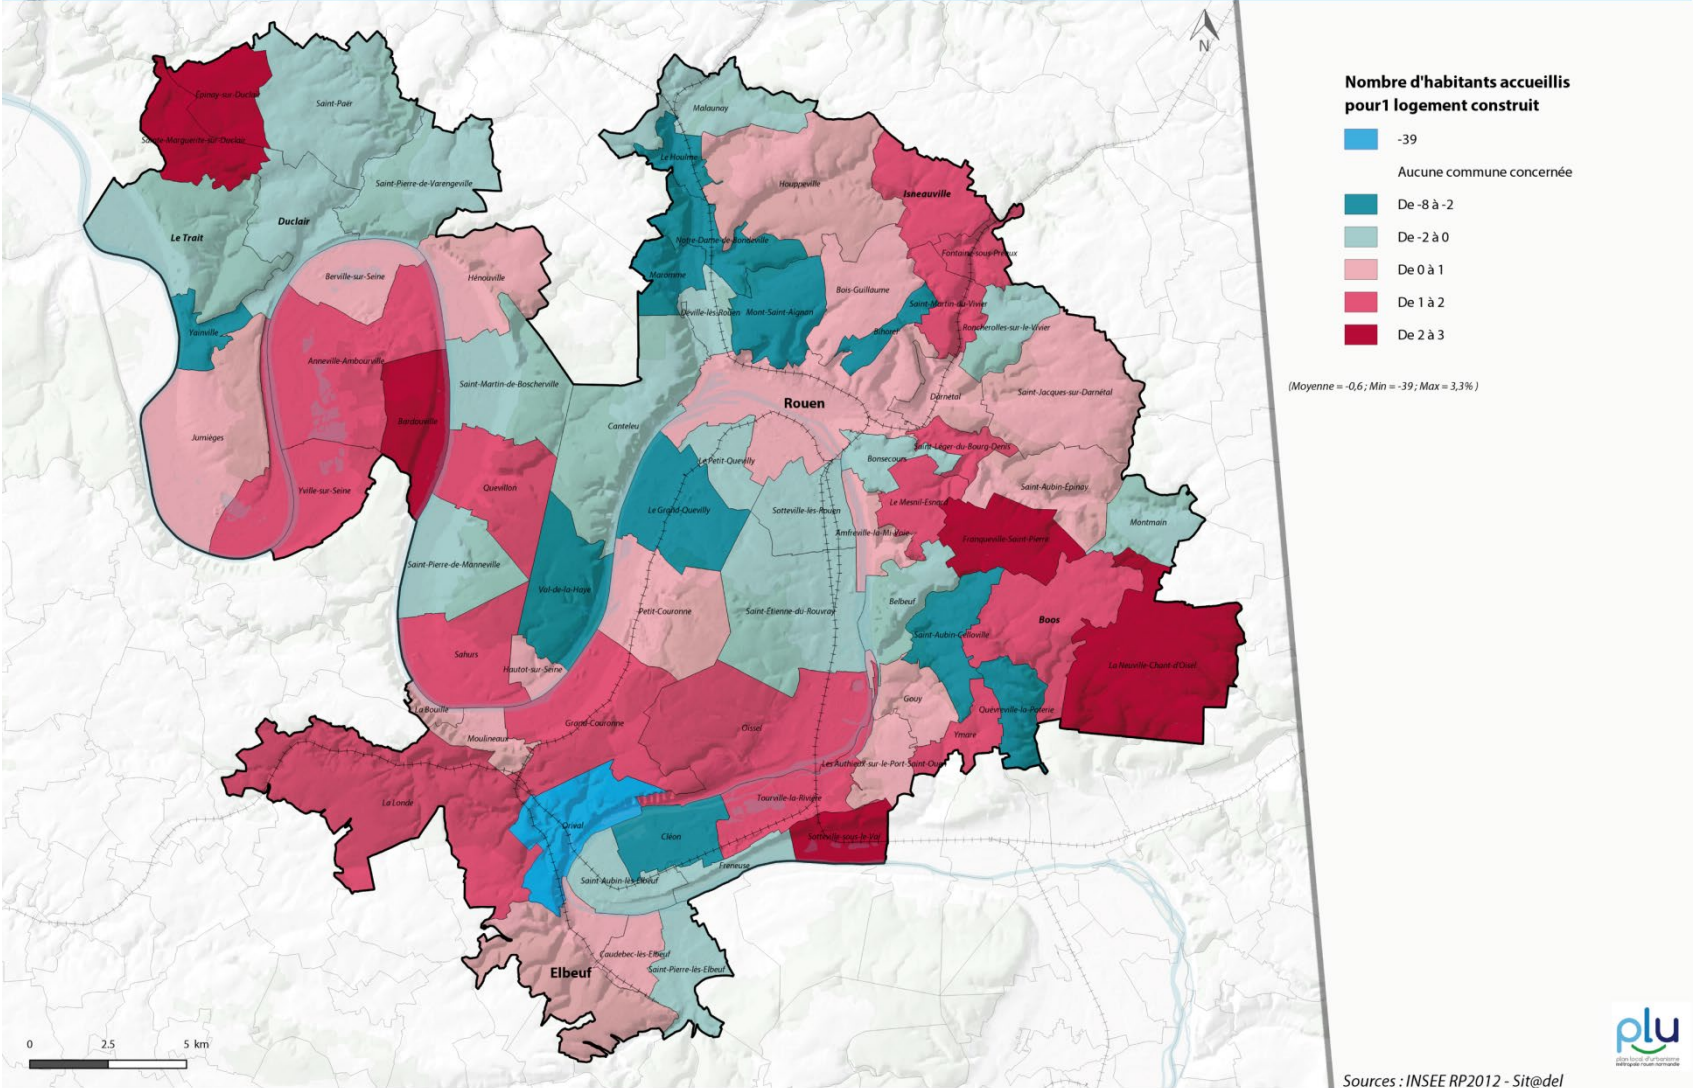 N
Nombre d'habitants accueillis
pour1 logement construit
-39
Aucune commune concernée
De -8 à -2
De -2 à 0
De 0 à 1
De 1 à 2
De 2 à 3
(Moyenne = -0,6 ; Min = -39 ; Max = 3,3% )
Epinay-sur-Duclair
Saint-Paër
Malaunay
Sainte-Marguerite-sur-Duclair
Le Houlme
Saint-Pierre-de-Varengeville
Houppeville
Isneauville
Duclair
Le Trait
Notre-Dame-de-Bondeville
Fontaine-sous-Préaux
Berville-sur-Seine
Hénouville
Maromme
Bois-Guillaume
Saint-Martin-du-Vivier
Déville-lès-Rouen
Mont-Saint-Aignan
Yainville
Bihorel
Roncherolles-sur-le-Vivier
Anneville-Ambourville
Saint-Martin-de-Boscherville
Saint-Jacques-sur-Darnétal
Darnétal
Rouen
Bardouville
Canteleu
Jumièges
Saint-Léger-du-Bourg-Denis
Le Petit-Quevilly
Bonsecours
Quevillon
Yville-sur-Seine
Saint-Aubin-Épinay
Le Mesnil-Esnard
Le Grand-Quevilly
Sotteville-lès-Rouen
Montmain
Amfreville-la-Mi-Voie
Franqueville-Saint-Pierre
Saint-Pierre-de-Manneville
Val-de-la-Haye
Belbeuf
Petit-Couronne
Saint-Étienne-du-Rouvray
Boos
Saint-Aubin-Celloville
Sahurs
Hautot-sur-Seine
La Neuville-Chant-d'Oisel
Gouy
La Bouille
Quévreville-la-Poterie
Grand-Couronne
Oissel
Moulineaux
Ymare
Les Authieux-sur-le-Port-Saint-Ouen
La Londe
Tourville-la-Rivière
Orival
Cléon
Sotteville-sous-le-Val
Freneuse
Saint-Aubin-lès-Elbeuf
Caudebec-lès-Elbeuf
Saint-Pierre-lès-Elbeuf
Elbeuf
0 2.5 5 km
plu
plan local d'urbanisme
métropole rouen normandie
Sources : INSEE RP2012 - Sit@del